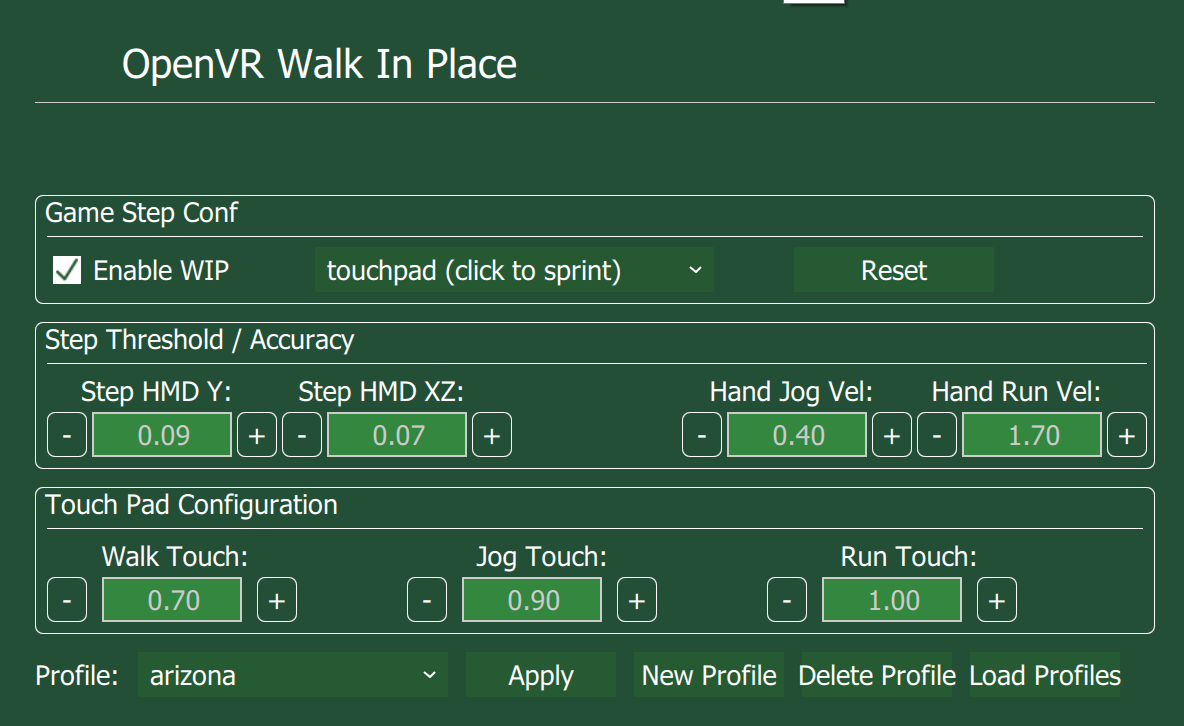 OpenVR Walk In Place
Game Step Conf
Enable WIP touchpad (click to sprint) Reset
Step Threshold / Accuracy
Step HMD Y: Step HMD XZ: Hand Jog Vel: Hand Run Vel:
- 0.09 + - 0.07 + - 0.40 + - 1.70 +
Touch Pad Configuration
Walk Touch: Jog Touch: Run Touch:
- 0.70 + - 0.90 + - 1.00 +
Profile: arizona Apply New Profile Delete Profile Load Profiles